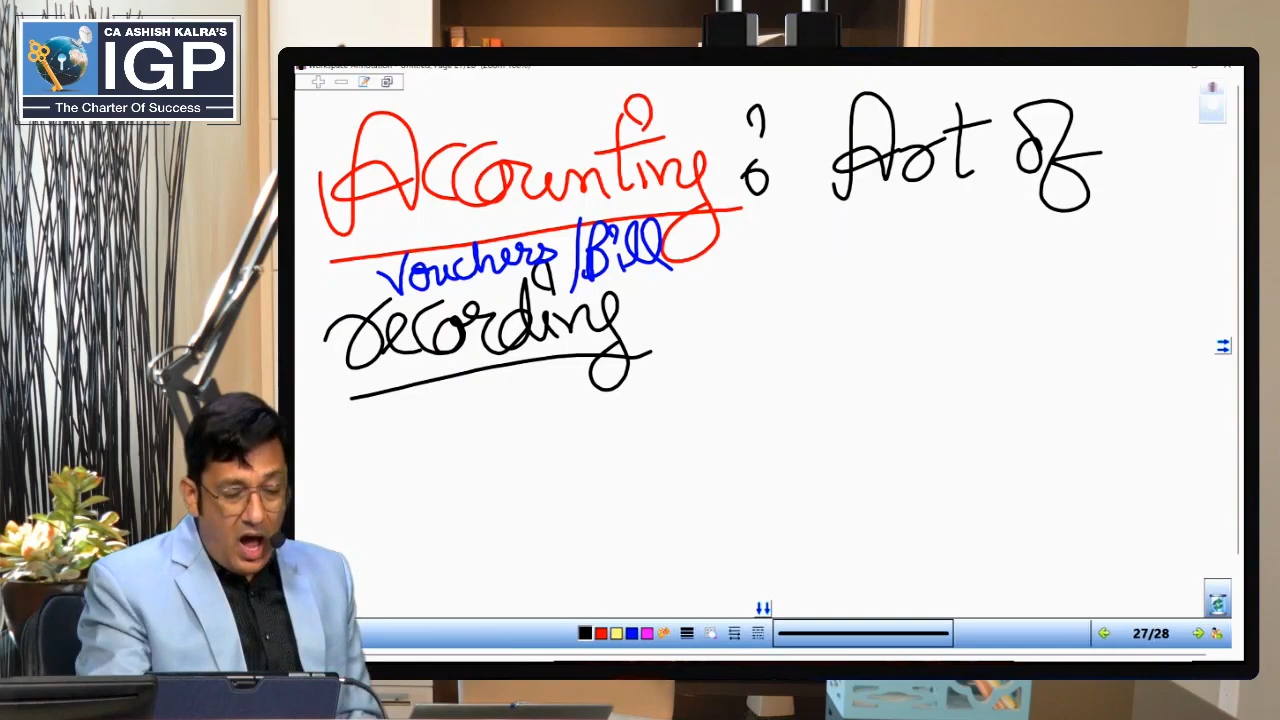 CA ASHISH KALRA'S
IGP
The Charter Of Success
Accounting : Art of
Vouchers / Bill
recording
27/28